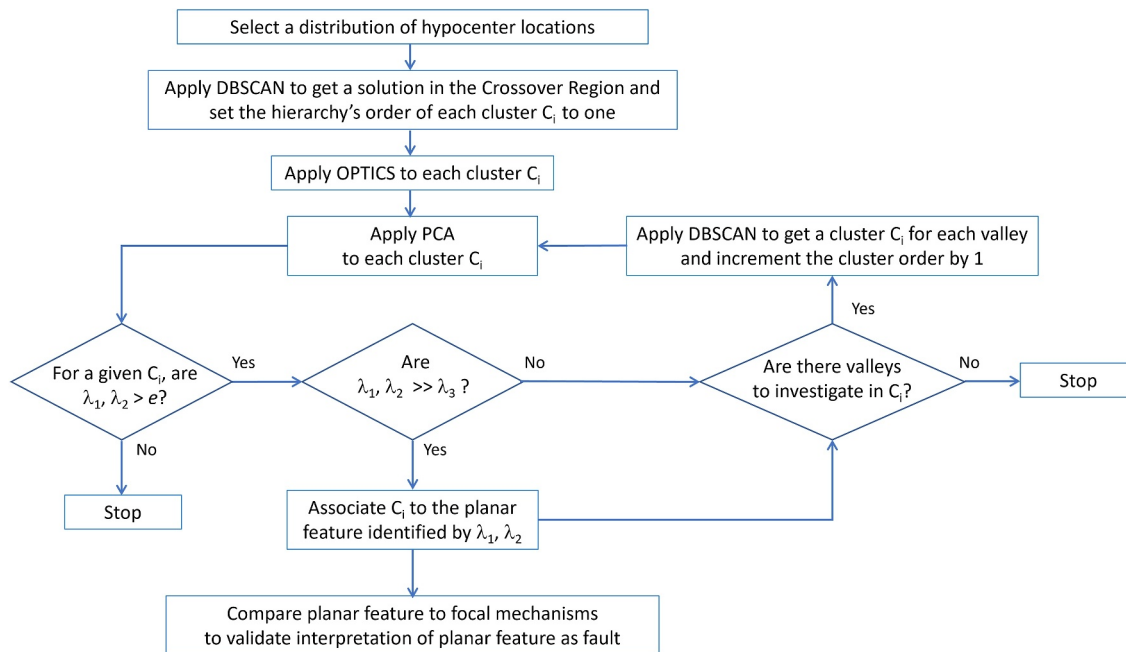 Select a distribution of hypocenter locations
Apply DBSCAN to get a solution in the Crossover Region and
set the hierarchy's order of each cluster Cᵢ to one
Apply OPTICS to each cluster Cᵢ
Apply PCA
to each cluster Cᵢ
Apply DBSCAN to get a cluster Cᵢ for each valley
and increment the cluster order by 1
Yes
For a given Cᵢ, are
λ₁, λ₂ > e?
Yes
No
Are
λ₁, λ₂ >> λ₃ ?
No
Yes
Are there valleys
to investigate in Cᵢ?
No
Stop
Stop
Associate Cᵢ to the planar
feature identified by λ₁, λ₂
Compare planar feature to focal mechanisms
to validate interpretation of planar feature as fault